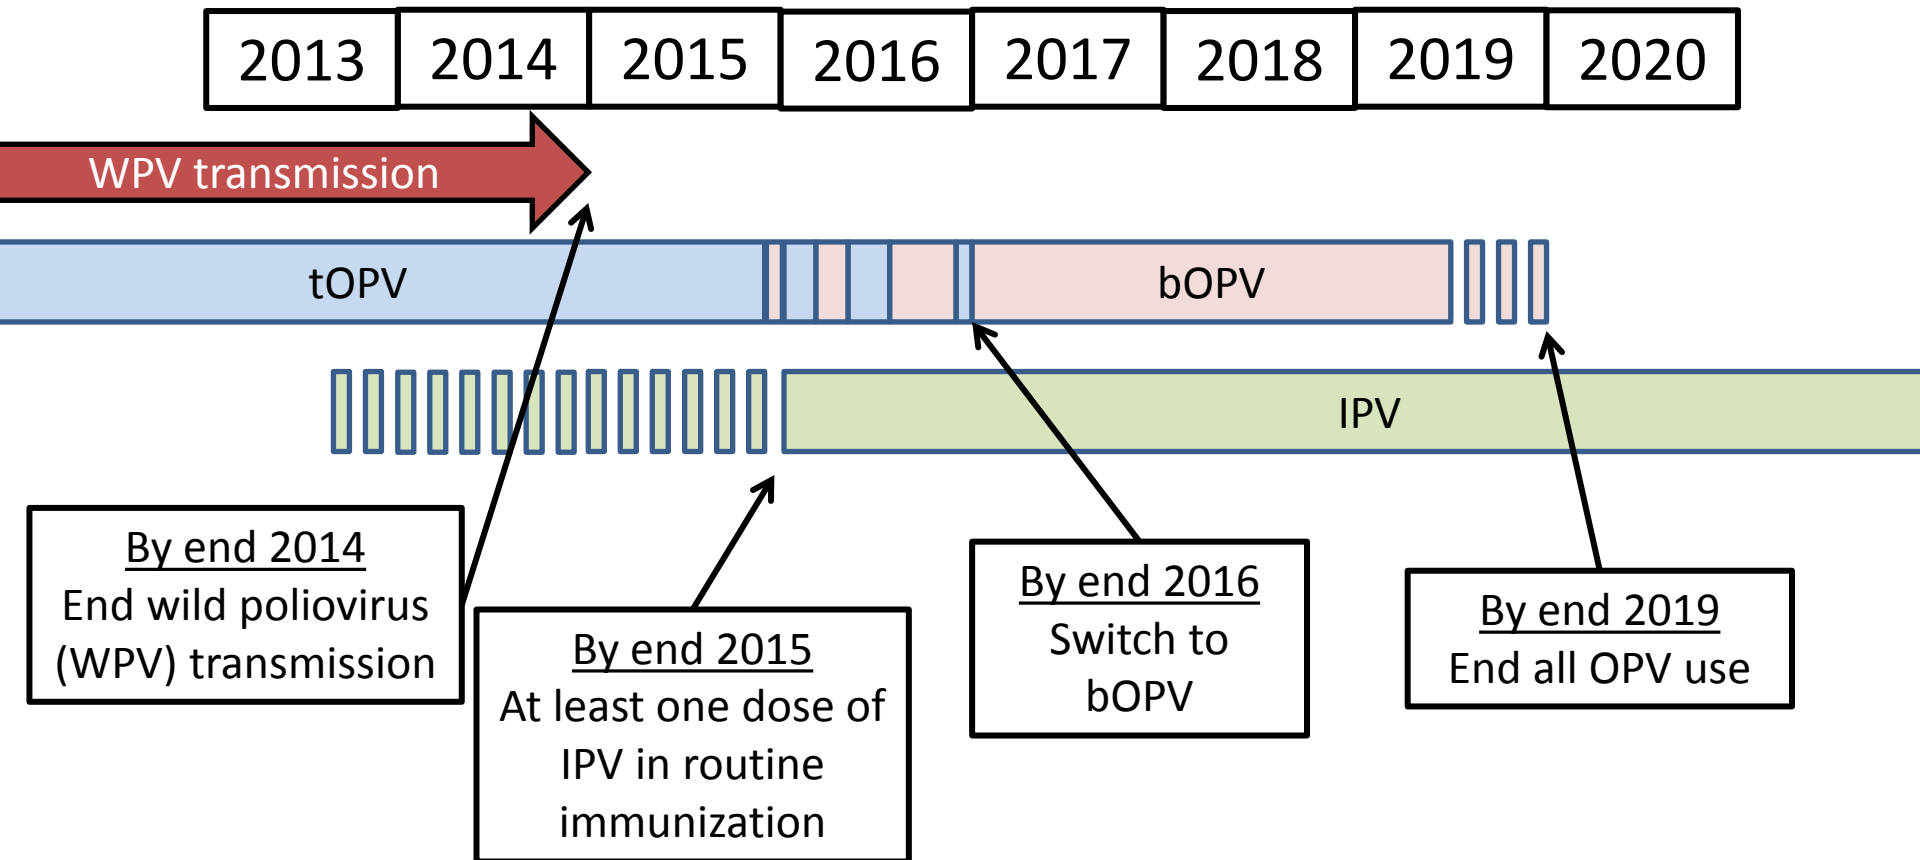 2013 2014 2015 2016 2017 2018 2019 2020
WPV transmission
tOPV bOPV
IPV
By end 2014
End wild poliovirus
(WPV) transmission
By end 2015
At least one dose of
IPV in routine
immunization
By end 2016
Switch to
bOPV
By end 2019
End all OPV use